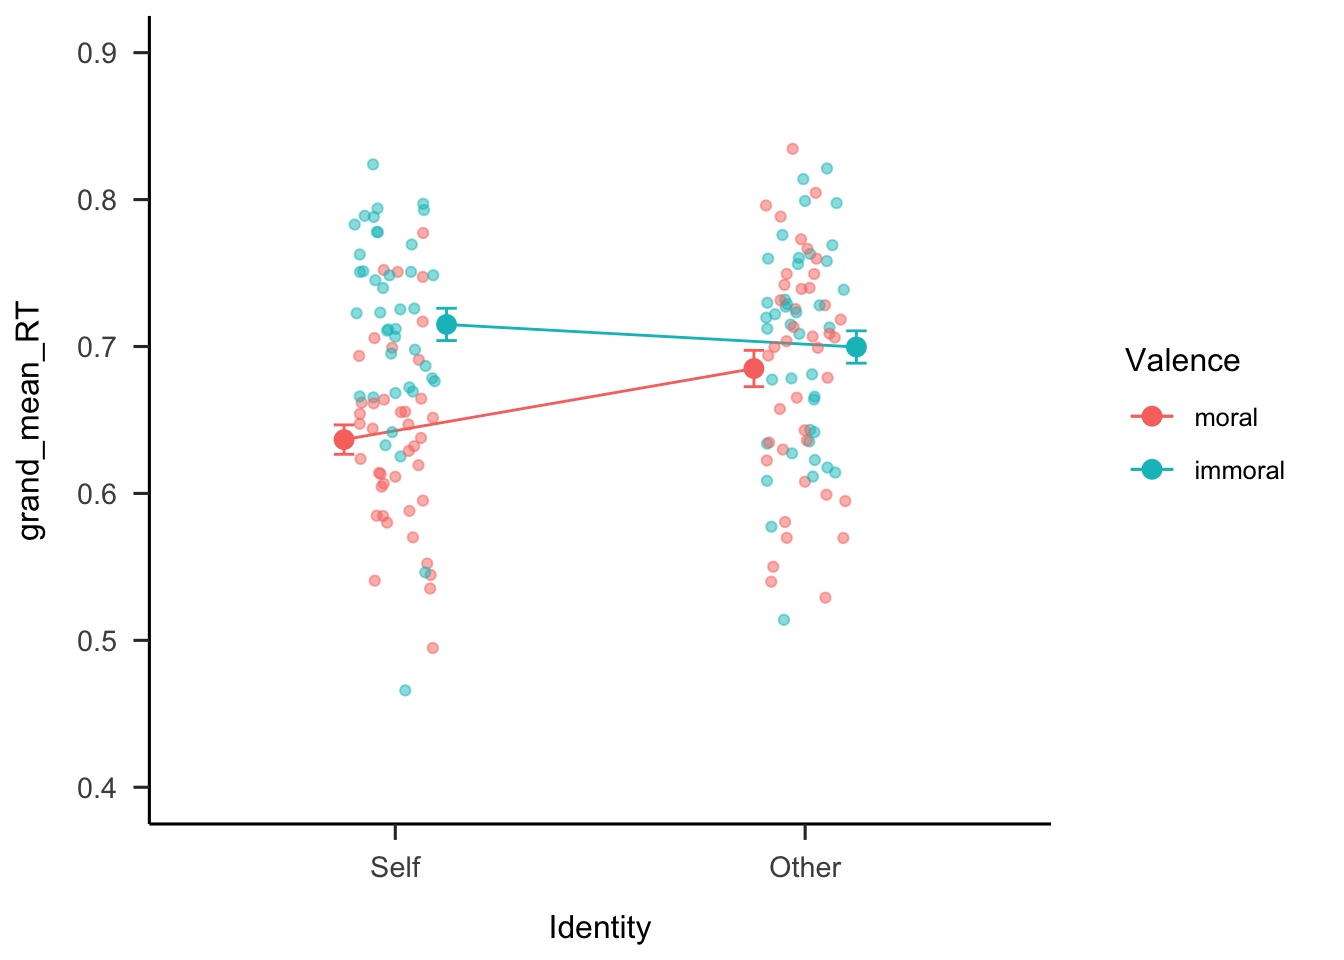 grand_mean_RT
0.9
0.8
0.7
0.6
0.5
0.4
Self
Other
Identity
Valence
moral
immoral